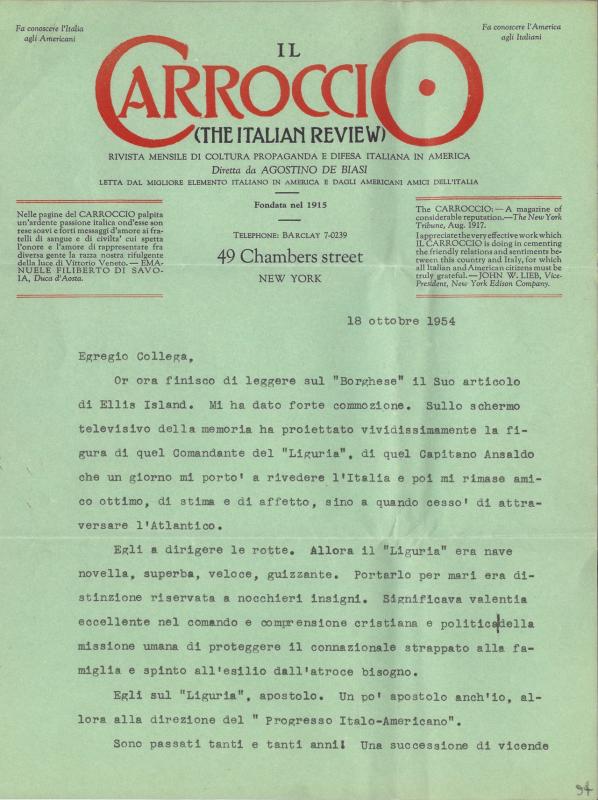 Fa conoscere l'Italia
agli Americani
Fa conoscere l'America
agli Italiani
IL
CARROCCIO
(THE ITALIAN REVIEW)
RIVISTA MENSILE DI COLTURA PROPAGANDA E DIFESA ITALIANA IN AMERICA
Diretta da AGOSTINO DE BIASI
LETTA DAL MIGLIORE ELEMENTO ITALIANO IN AMERICA E DAGLI AMERICANI AMICI DELL'ITALIA
Nelle pagine del CARROCCIO palpita
un'ardente passione italica ond'esse
rese soavi e forti messaggi d'amore ai fra-
telli di sangue e di civilta' cui spetta
l'onore e l'amore di rappresentare fra
diversa gente la razza nostra rifulgente
della luce di Vittorio Veneto. — EMA-
NUELE FILIBERTO DI SAVO-
IA, Duca d'Aosta.
Fondata nel 1915
TELEPHONE: BARCLAY 7-0239
49 Chambers street
NEW YORK
The CARROCCIO:—A magazine of
considerable reputation.—The New York
Tribune, Aug. 1917.
I appreciate the very effective work which
IL CARROCCIO is doing in cementing
the friendly relations and sentiments be-
tween this country and Italy, for which
all Italian and American citizens must be
truly grateful.—JOHN W. LIEB, Vice-
President, New York Edison Company.
18 ottobre 1954
Egregio Collega,
Or ora finisco di leggere sul "Borghese" il Suo articolo
di Ellis Island. Mi ha dato forte commozione. Sullo schermo
televisivo della memoria ha proiettato vividissimamente la fi-
gura di quel Comandante del "Liguria", di quel Capitano Ansaldo
che un giorno mi porto' a rivedere l'Italia e poi mi rimase ami-
co ottimo, di stima e di affetto, sino a quando cesso' di attra-
versare l'Atlantico.
Egli a dirigere le rotte. Allora il "Liguria" era nave
novella, superba, veloce, guizzante. Portarlo per mari era di-
stinzione riservata a nocchieri insigni. Significava valentia
eccellente nel comando e comprensione cristiana e politica della
missione umana di proteggere il connazionale strappato alla fa-
miglia e spinto all'esilio dall'atroce bisogno.
Egli sul "Liguria", apostolo. Un po' apostolo anch'io, al-
lora alla direzione del " Progresso Italo-Americano".
Sono passati tanti e tanti anni! Una successione di vicende